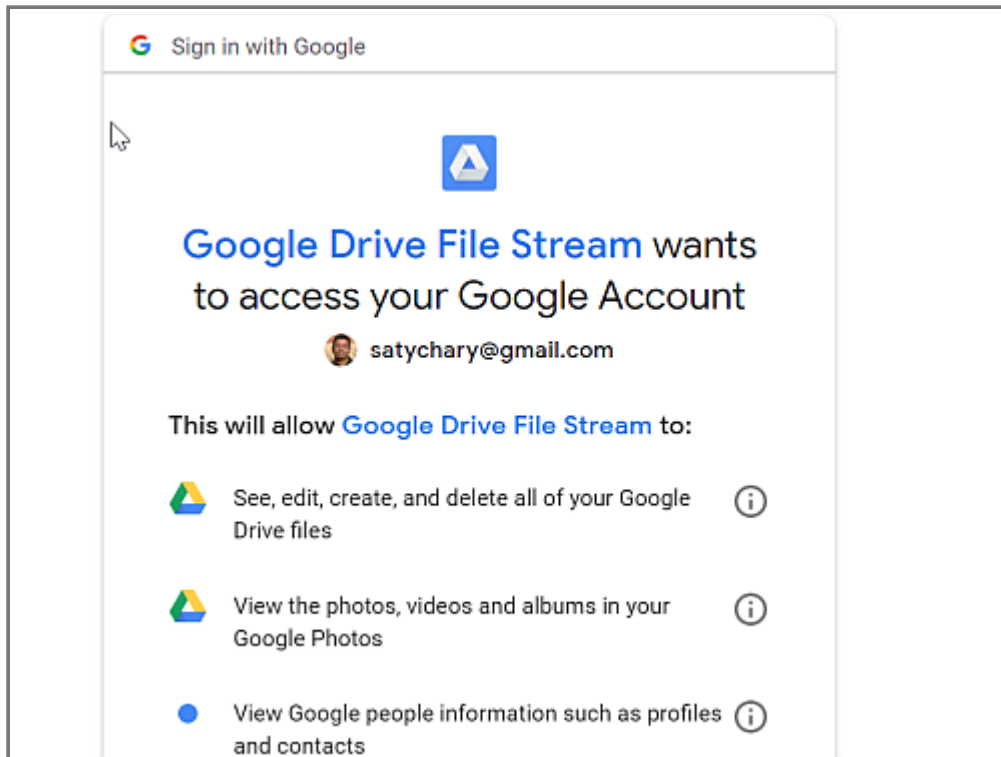 Sign in with Google
Google Drive File Stream wants
to access your Google Account
satychary@gmail.com
This will allow Google Drive File Stream to:
See, edit, create, and delete all of your Google
Drive files
View the photos, videos and albums in your
Google Photos
View Google people information such as profiles
and contacts